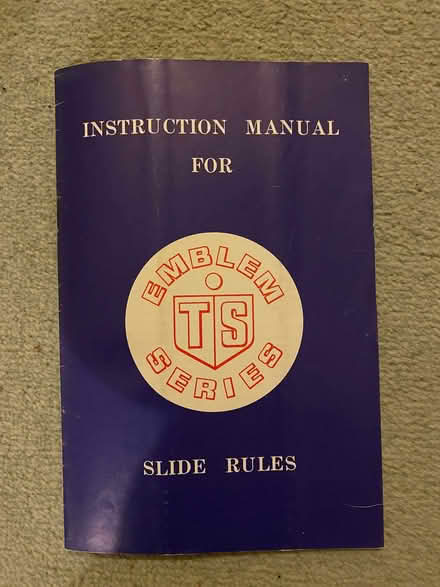 INSTRUCTION MANUAL
FOR
EMBLEM
TS
SERIES
SLIDE RULES